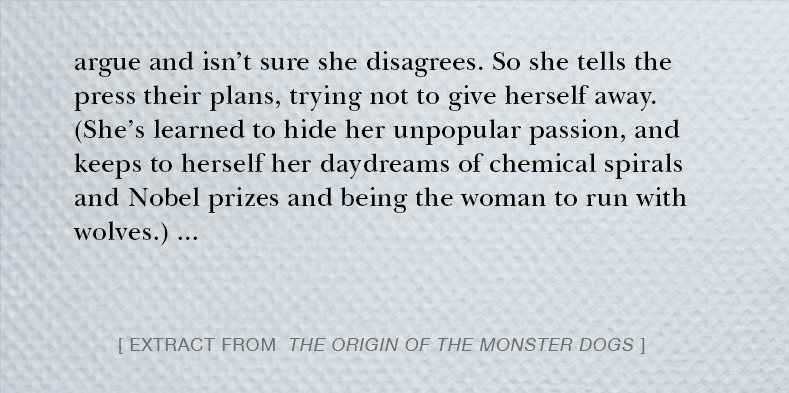 argue and isn’t sure she disagrees. So she tells the
press their plans, trying not to give herself away.
(She’s learned to hide her unpopular passion, and
keeps to herself her daydreams of chemical spirals
and Nobel prizes and being the woman to run with
wolves.) ...
[ EXTRACT FROM THE ORIGIN OF THE MONSTER DOGS ]